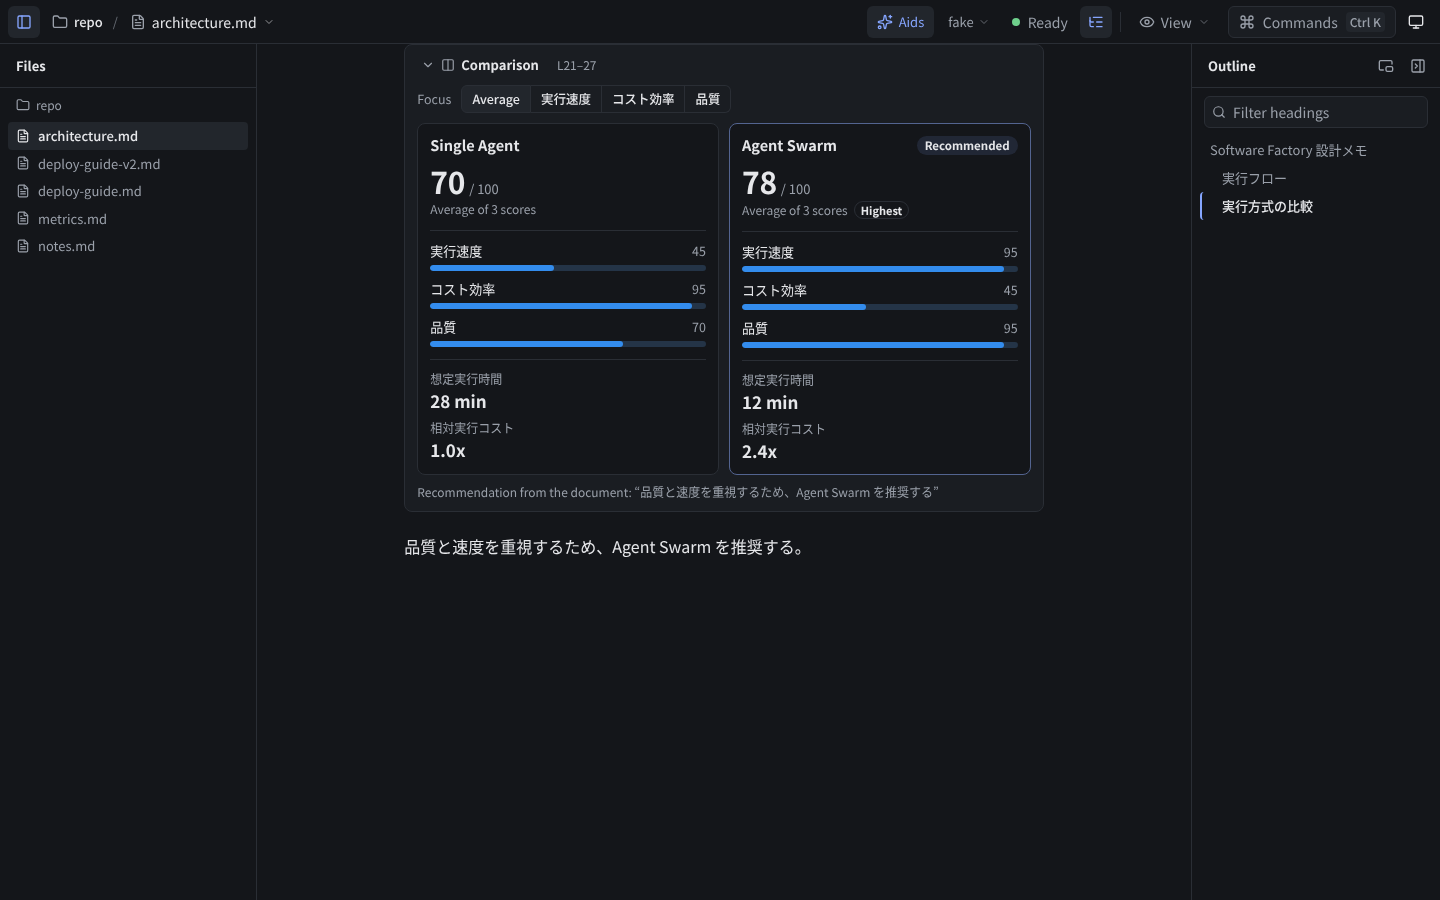 repo / architecture.md
Aids
fake
Ready
View
Commands Ctrl K
Files
repo
architecture.md
deploy-guide-v2.md
deploy-guide.md
metrics.md
notes.md
Comparison L21–27
Focus Average 実行速度 コスト効率 品質
Single Agent
70 / 100
Average of 3 scores
実行速度 45
コスト効率 95
品質 70
想定実行時間
28 min
相対実行コスト
1.0x
Agent Swarm Recommended
78 / 100
Average of 3 scores Highest
実行速度 95
コスト効率 45
品質 95
想定実行時間
12 min
相対実行コスト
2.4x
Recommendation from the document: “品質と速度を重視するため、Agent Swarm を推奨する”
品質と速度を重視するため、Agent Swarm を推奨する。
Outline
Filter headings
Software Factory 設計メモ
実行フロー
実行方式の比較